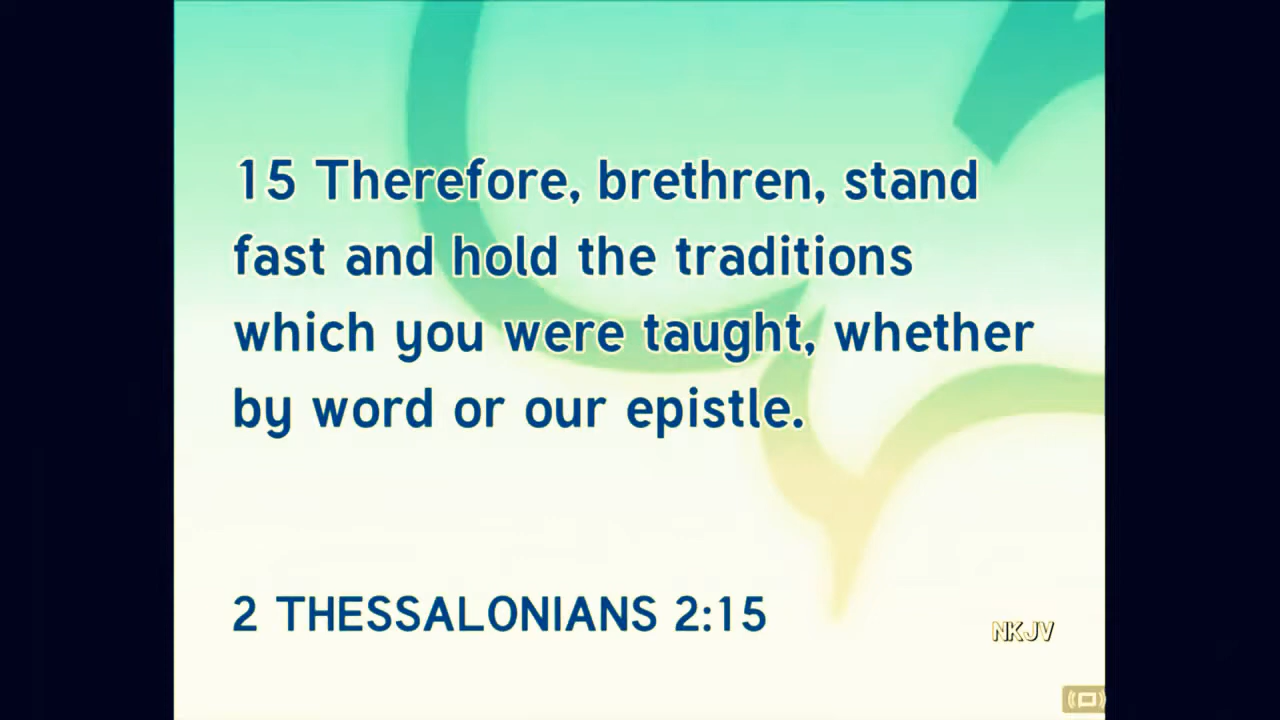 15 Therefore, brethren, stand
fast and hold the traditions
which you were taught, whether
by word or our epistle.
2 THESSALONIANS 2:15
NKJV